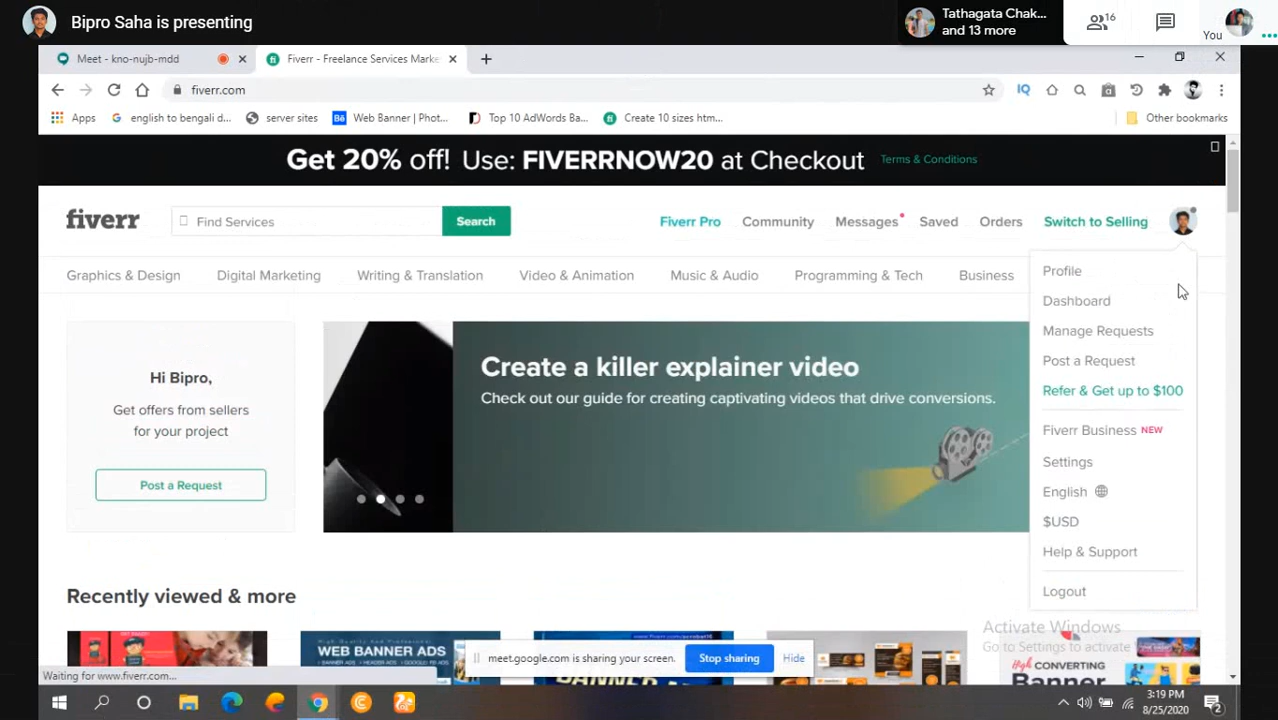 Bipro Saha is presenting
Tathagata Chak...
and 13 more
16
You
Meet - kno-nujb-mdd
Fiverr - Freelance Services Marke
fiverr.com
Apps
english to bengali d...
server sites
Web Banner | Phot...
Top 10 AdWords Ba...
Create 10 sizes htm...
Other bookmarks
Get 20% off! Use: FIVERRNOW20 at Checkout
Terms & Conditions
fiverr
Find Services
Search
Fiverr Pro
Community
Messages
Saved
Orders
Switch to Selling
Graphics & Design
Digital Marketing
Writing & Translation
Video & Animation
Music & Audio
Programming & Tech
Business
Profile
Dashboard
Manage Requests
Post a Request
Refer & Get up to $100
Fiverr Business NEW
Settings
English
$USD
Help & Support
Logout
Hi Bipro,
Get offers from sellers
for your project
Post a Request
Create a killer explainer video
Check out our guide for creating captivating videos that drive conversions.
Recently viewed & more
WEB BANNER ADS
BANNER ADS | HEADER ADS | GOOGLE
High
CONVERTING
Banner
Activate Windows
Go to Settings to activate
meet.google.com is sharing your screen.
Stop sharing
Hide
Waiting for www.fiverr.com...
3:19 PM
8/25/2020
2